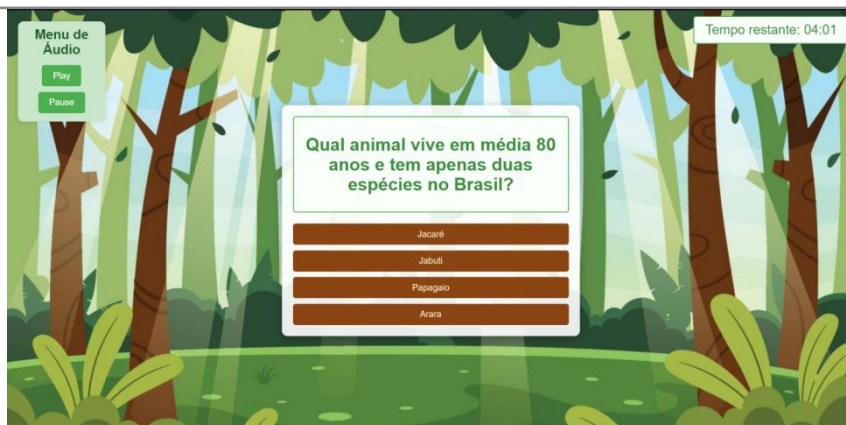 Menu de
Áudio
Play
Pause
Tempo restante: 04:01
Qual animal vive em média 80
anos e tem apenas duas
espécies no Brasil?
Jacaré
Jabuti
Papagaio
Arara